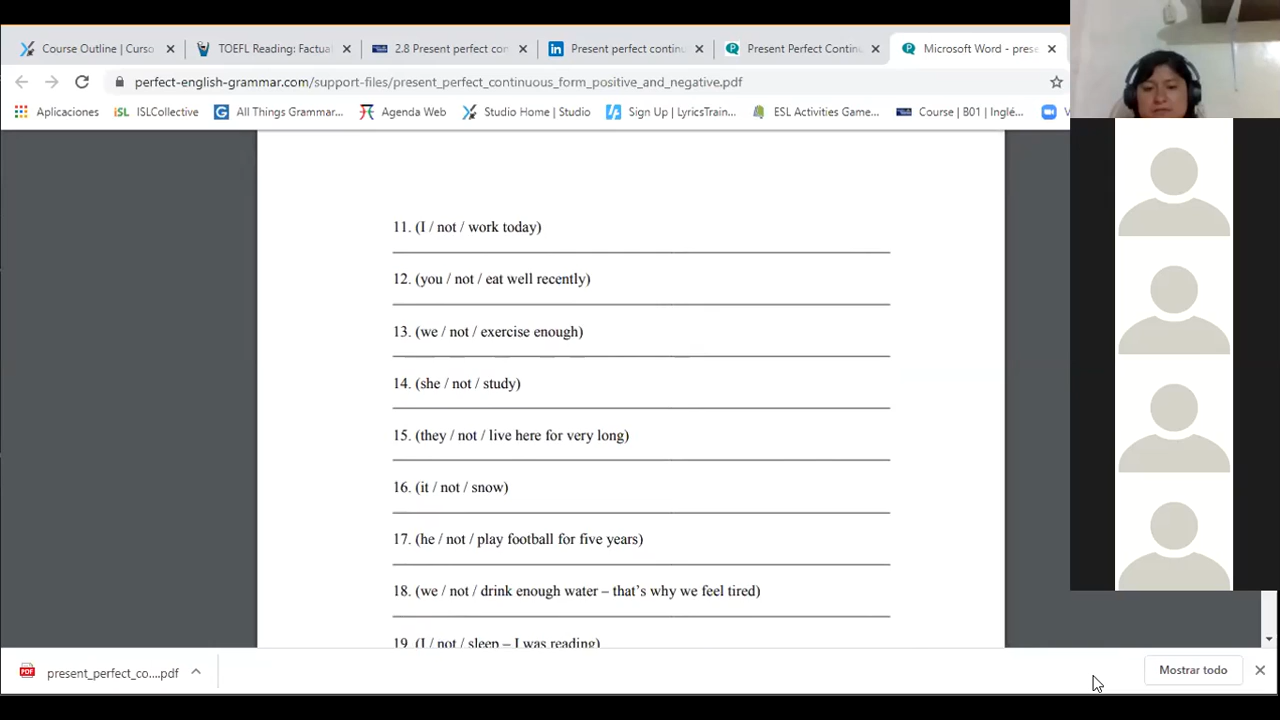 Course Outline | Curso
TOEFL Reading: Factual
2.8 Present perfect con
Present perfect continu
Present Perfect Contin
Microsoft Word - prese
perfect-english-grammar.com/support-files/present_perfect_continuous_form_positive_and_negative.pdf
Aplicaciones
iSL ISLCollective
All Things Grammar...
Agenda Web
Studio Home | Studio
Sign Up | LyricsTrain...
ESL Activities Game...
Course | B01 | Inglé...
11. (I / not / work today)
12. (you / not / eat well recently)
13. (we / not / exercise enough)
14. (she / not / study)
15. (they / not / live here for very long)
16. (it / not / snow)
17. (he / not / play football for five years)
18. (we / not / drink enough water – that's why we feel tired)
19. (I / not / sleep – I was reading)
PDF present_perfect_co....pdf
Mostrar todo